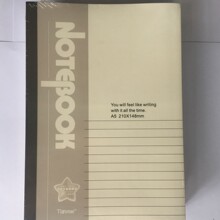 NOTEBOOK
You will feel like writing
with it all the time.
A5 210X148mm